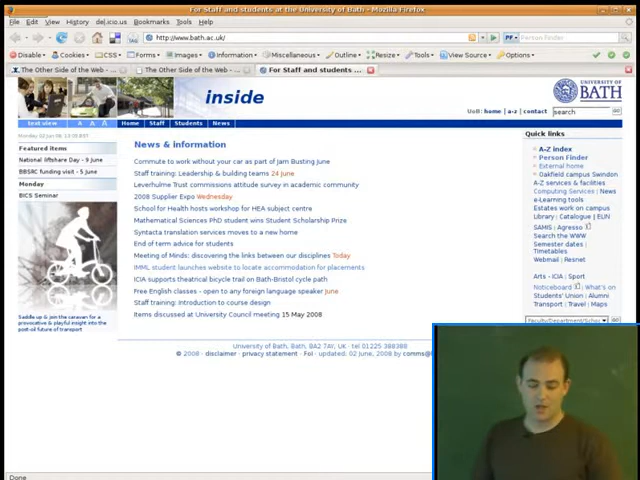 For Staff and students at the University of Bath - Mozilla Firefox
File Edit View History del.icio.us Bookmarks Tools Help
http://www.bath.ac.uk/
Person Finder
Disable Cookies CSS Forms Images Information Miscellaneous Outline Resize Tools View Source Options
The Other Side of the Web - ...
The Other Side of the Web - ...
For Staff and students ...
inside
UNIVERSITY OF
BATH
UoB: home | a-z | contact
search
GO
text view A A A
Home Staff Students News
Featured items
National liftshare Day - 9 June
BBSRC funding visit - 5 June
Monday
BICS Seminar
Saddle up & join the caravan for a
provocative & playful insight into the
post-oil future of transport
News & information
Commute to work without your car as part of Jam Busting June
Staff training: Leadership & building teams 24 June
Leverhulme Trust commissions attitude survey in academic community
2008 Supplier Expo Wednesday
School for Health hosts workshop for HEA subject centre
Mathematical Sciences PhD student wins Student Scholarship Prize
Syntacta translation services moves to a new home
End of term advice for students
Meeting of Minds: discovering the links between our disciplines Today
IMML student launches website to locate accommodation for placements
ICIA supports theatrical bicycle trail on Bath-Bristol cycle path
Free English classes - open to any foreign language speaker June
Staff training: Introduction to course design
Items discussed at University Council meeting 15 May 2008
Quick links
A-Z index
Person Finder
External home
Oakfield campus Swindon
A-Z services & facilities
Computing Services | News
e-Learning tools
Estates work on campus
Library | Catalogue | ELIN
SAMIS | Agresso
Search the WWW
Semester dates |
Timetables
Webmail | Resnet
Arts - ICIA | Sport
Noticeboard | What's on
Students' Union | Alumni
Transport | Travel | Maps
Faculty/Department/School
University of Bath, Bath, BA2 7AY, UK · tel 01225 388388
© 2008 · disclaimer · privacy statement · FoI · updated: 02 June, 2008 by comms@
Done